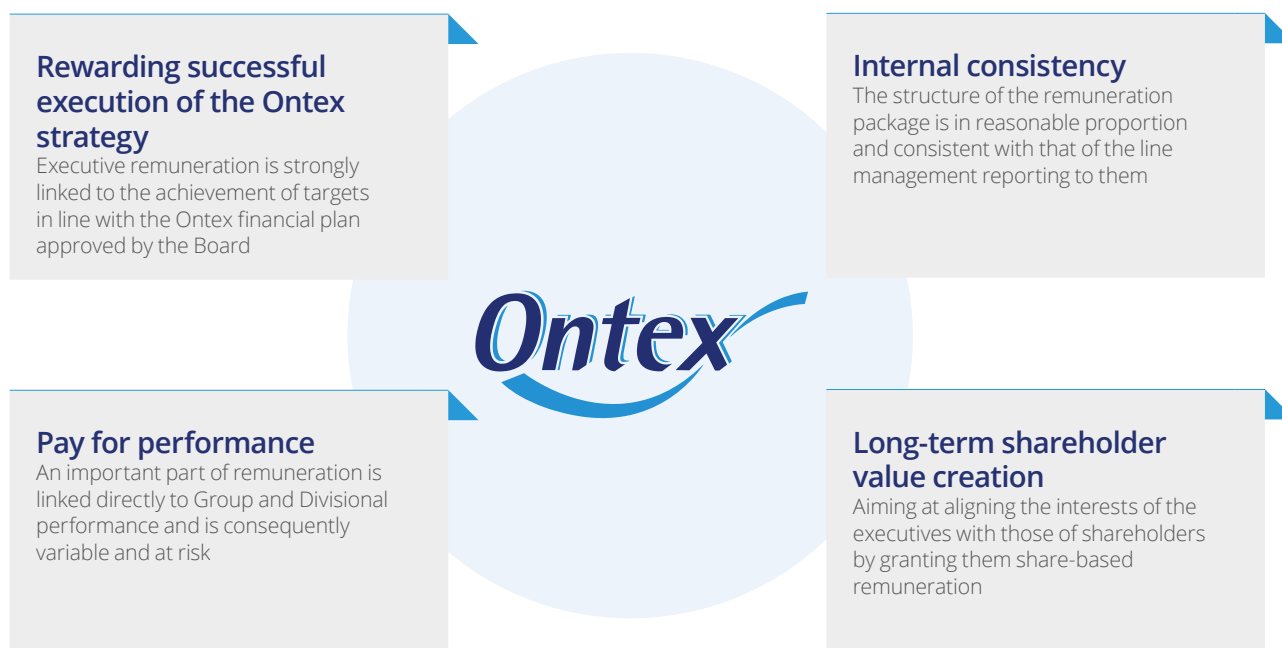 Rewarding successful
execution of the Ontex
strategy
Executive remuneration is strongly
linked to the achievement of targets
in line with the Ontex financial plan
approved by the Board
Internal consistency
The structure of the remuneration
package is in reasonable proportion
and consistent with that of the line
management reporting to them
Ontex
Pay for performance
An important part of remuneration is
linked directly to Group and Divisional
performance and is consequently
variable and at risk
Long-term shareholder
value creation
Aiming at aligning the interests of the
executives with those of shareholders
by granting them share-based
remuneration